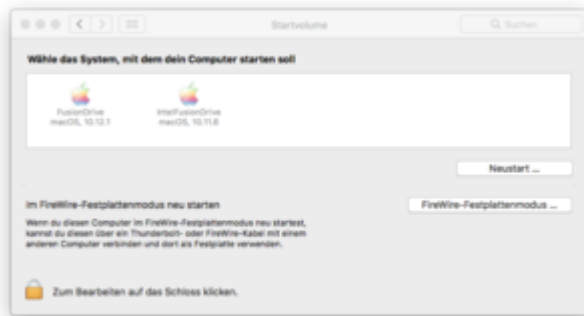 Startvolume
Suchen
Wähle das System, mit dem dein Computer starten soll
FusionDrive
macOS, 10.12.1
IntelFusionDrive
macOS, 10.11.6
Neustart ...
Im FireWire-Festplattenmodus neu starten
FireWire-Festplattenmodus ...
Wenn du diesen Computer im FireWire-Festplattenmodus neu startest,
kannst du diesen über ein Thunderbolt- oder FireWire-Kabel mit einem
anderen Computer verbinden und dort als Festplatte verwenden.
Zum Bearbeiten auf das Schloss klicken.